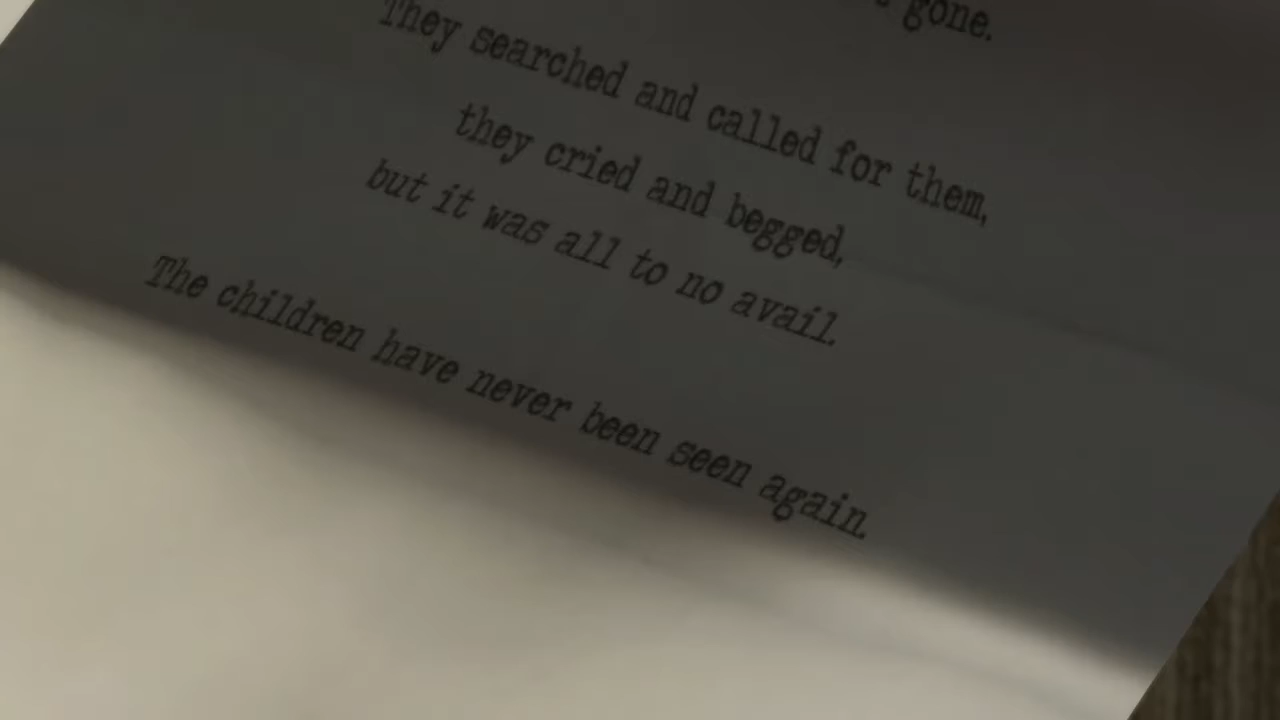 gone.
They searched and called for them,
they cried and begged,
but it was all to no avail.
The children have never been seen again.